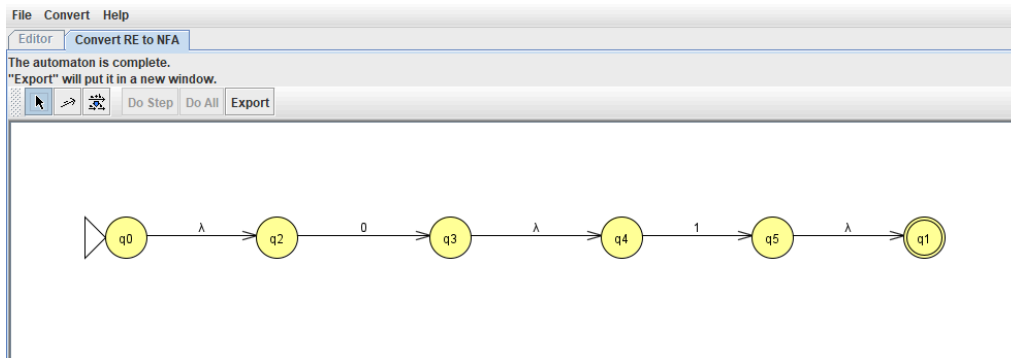 File Convert Help
Editor Convert RE to NFA
The automaton is complete.
"Export" will put it in a new window.
Do Step Do All Export
λ 0 λ 1 λ
q0 q2 q3 q4 q5 q1